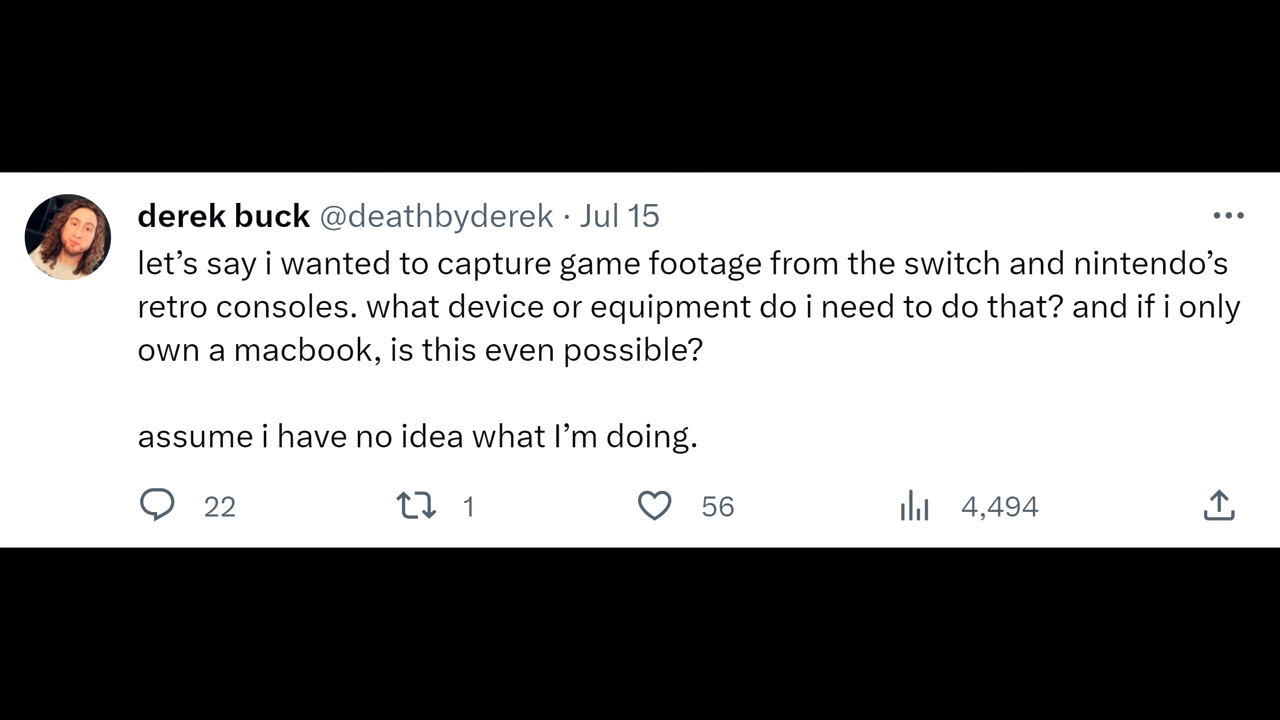 derek buck @deathbyderek · Jul 15
let’s say i wanted to capture game footage from the switch and nintendo’s
retro consoles. what device or equipment do i need to do that? and if i only
own a macbook, is this even possible?
assume i have no idea what I’m doing.
22 1 56 4,494